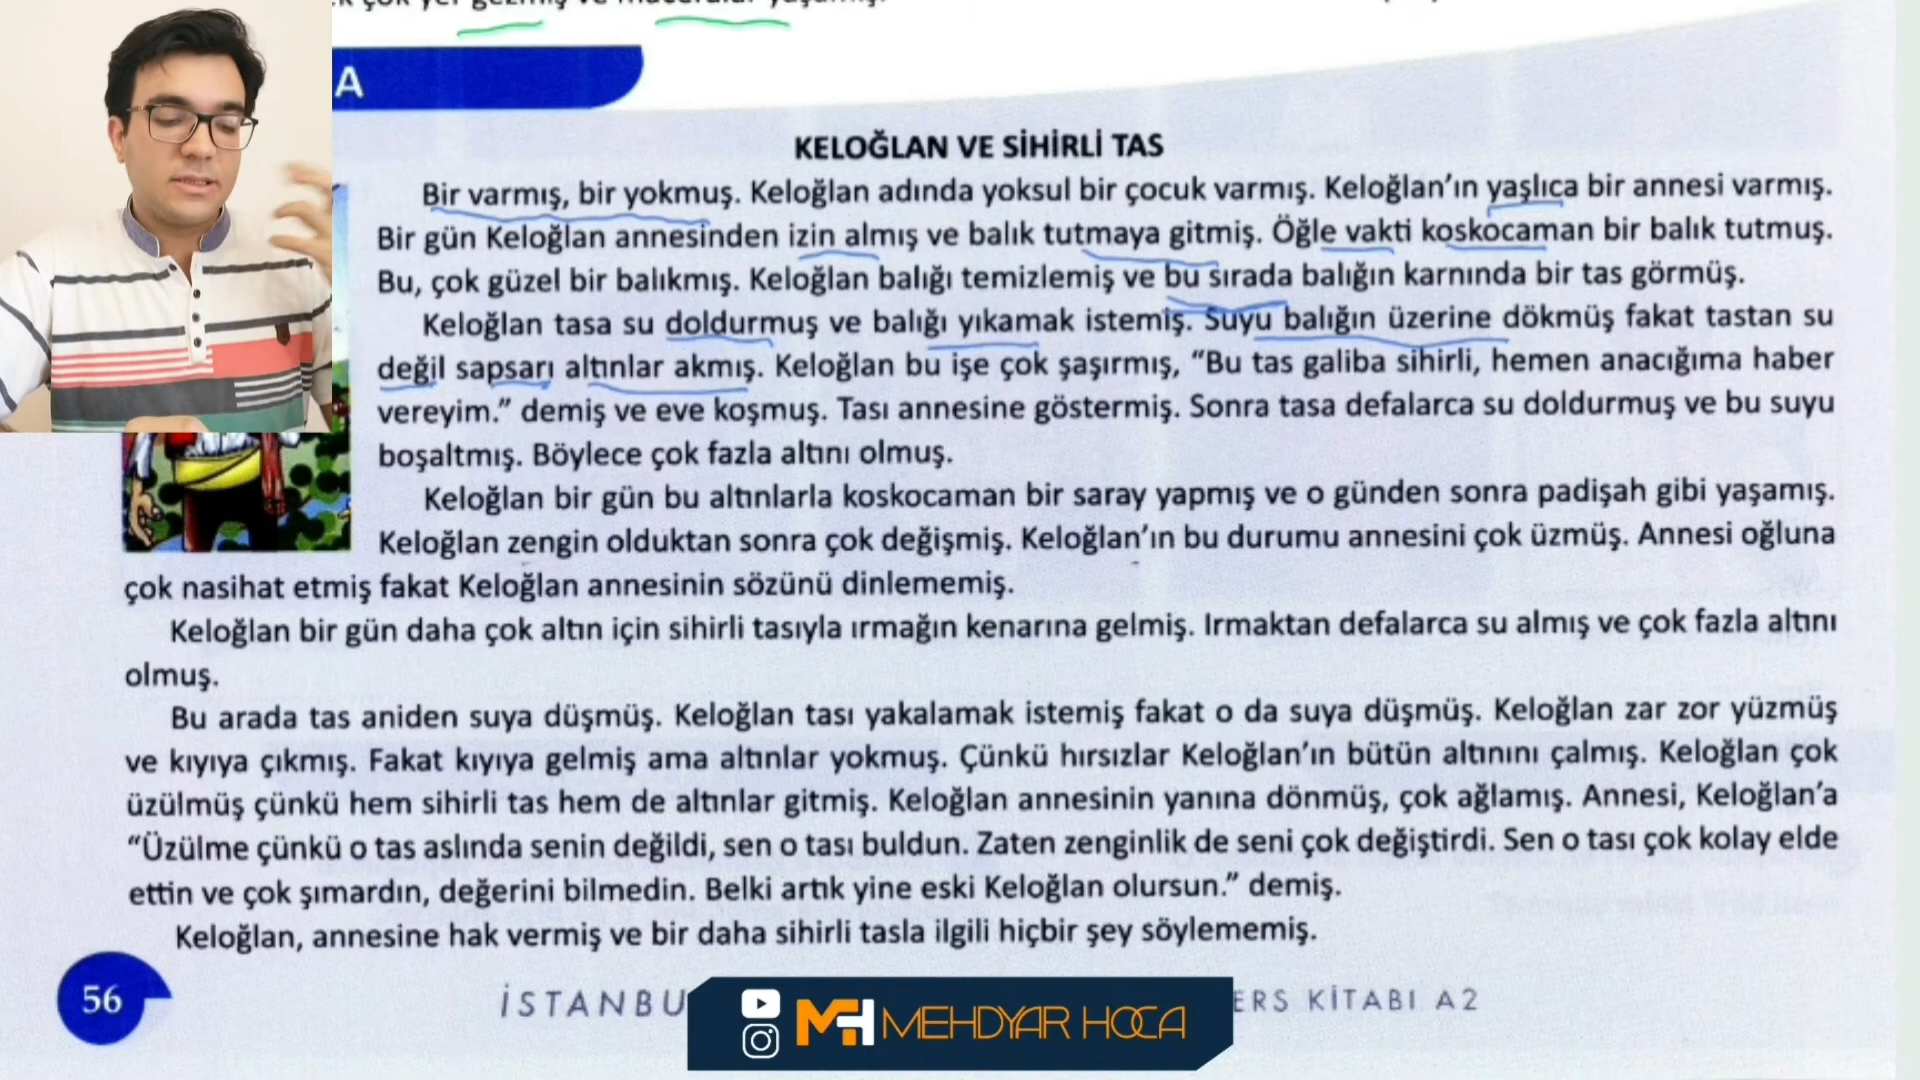 çok yer gezmiş ve maceralar yaşamış.
A
KELOĞLAN VE SİHİRLİ TAS
Bir varmış, bir yokmuş. Keloğlan adında yoksul bir çocuk varmış. Keloğlan’ın yaşlıca bir annesi varmış.
Bir gün Keloğlan annesinden izin almış ve balık tutmaya gitmiş. Öğle vakti koskocaman bir balık tutmuş.
Bu, çok güzel bir balıkmış. Keloğlan balığı temizlemiş ve bu sırada balığın karnında bir tas görmüş.
Keloğlan tasa su doldurmuş ve balığı yıkamak istemiş. Suyu balığın üzerine dökmüş fakat tastan su
değil sapsarı altınlar akmış. Keloğlan bu işe çok şaşırmış, “Bu tas galiba sihirli, hemen anacığıma haber
vereyim.” demiş ve eve koşmuş. Tası annesine göstermiş. Sonra tasa defalarca su doldurmuş ve bu suyu
boşaltmış. Böylece çok fazla altını olmuş.
Keloğlan bir gün bu altınlarla koskocaman bir saray yapmış ve o günden sonra padişah gibi yaşamış.
Keloğlan zengin olduktan sonra çok değişmiş. Keloğlan’ın bu durumu annesini çok üzmüş. Annesi oğluna
çok nasihat etmiş fakat Keloğlan annesinin sözünü dinlememiş.
Keloğlan bir gün daha çok altın için sihirli tasıyla ırmağın kenarına gelmiş. Irmaktan defalarca su almış ve çok fazla altını
olmuş.
Bu arada tas aniden suya düşmüş. Keloğlan tası yakalamak istemiş fakat o da suya düşmüş. Keloğlan zar zor yüzmüş
ve kıyıya çıkmış. Fakat kıyıya gelmiş ama altınlar yokmuş. Çünkü hırsızlar Keloğlan’ın bütün altınını çalmış. Keloğlan çok
üzülmüş çünkü hem sihirli tas hem de altınlar gitmiş. Keloğlan annesinin yanına dönmüş, çok ağlamış. Annesi, Keloğlan’a
“Üzülme çünkü o tas aslında senin değildi, sen o tası buldun. Zaten zenginlik de seni çok değiştirdi. Sen o tası çok kolay elde
ettin ve çok şımardın, değerini bilmedin. Belki artık yine eski Keloğlan olursun.” demiş.
Keloğlan, annesine hak vermiş ve bir daha sihirli tasla ilgili hiçbir şey söylememiş.
56
İSTANBU ERS KİTABI A2
MH MEHDYAR HOCA